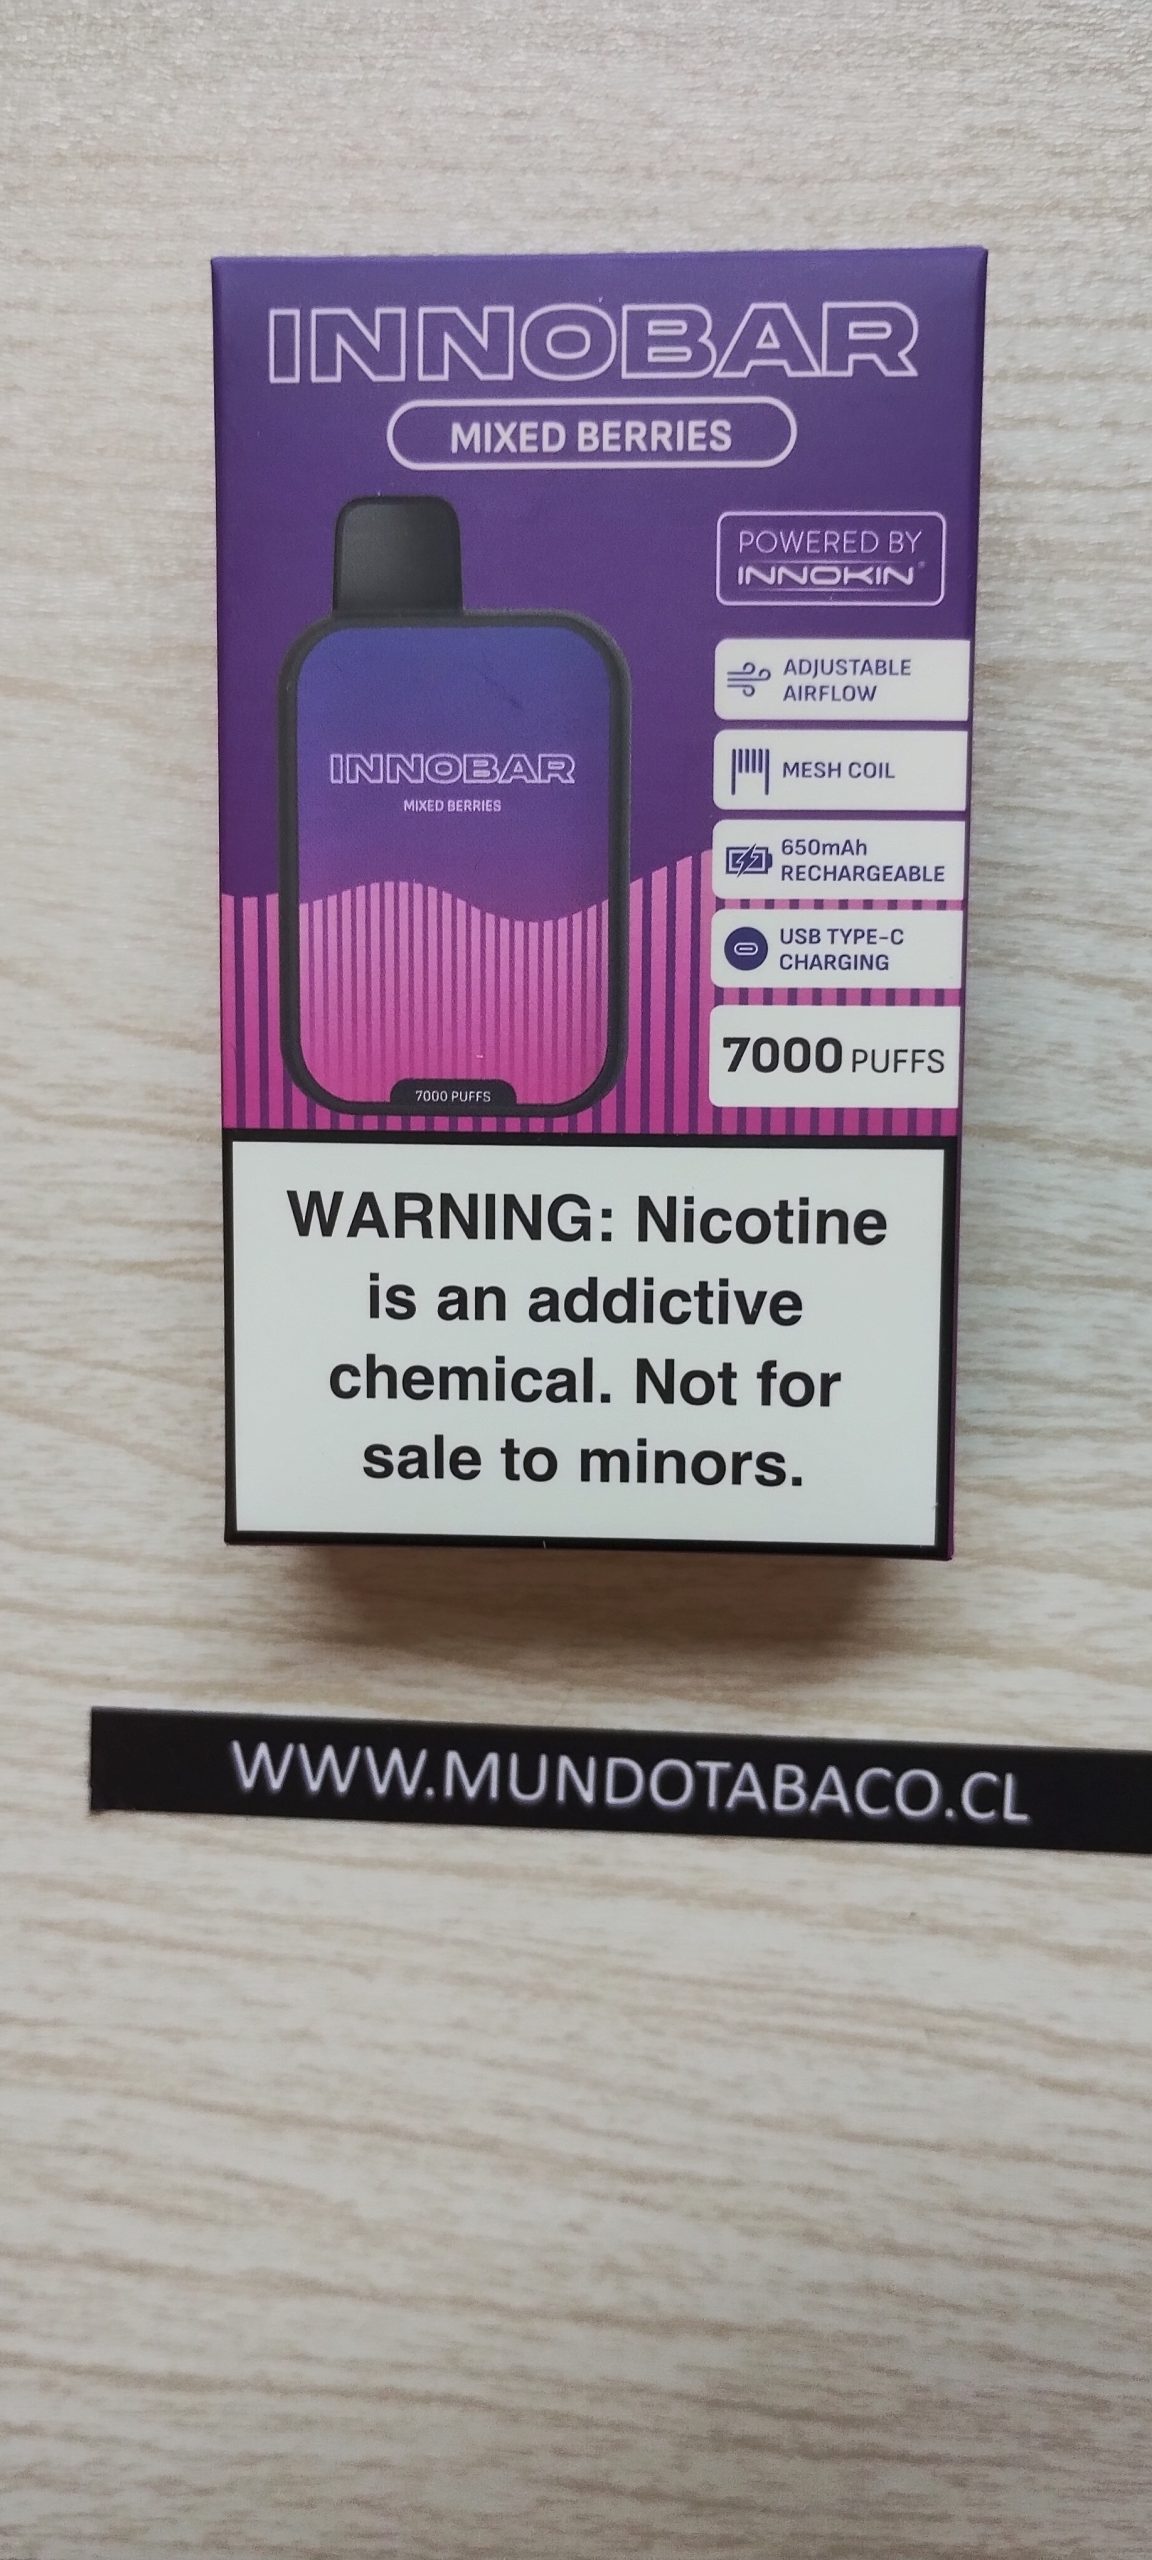 INNOBAR
MIXED BERRIES
POWERED BY
INNOKIN
ADJUSTABLE
AIRFLOW
MESH COIL
650mAh
RECHARGEABLE
USB TYPE-C
CHARGING
7000 PUFFS
INNOBAR
MIXED BERRIES
7000 PUFFS
WARNING: Nicotine
is an addictive
chemical. Not for
sale to minors.
WWW.MUNDOTABACO.CL